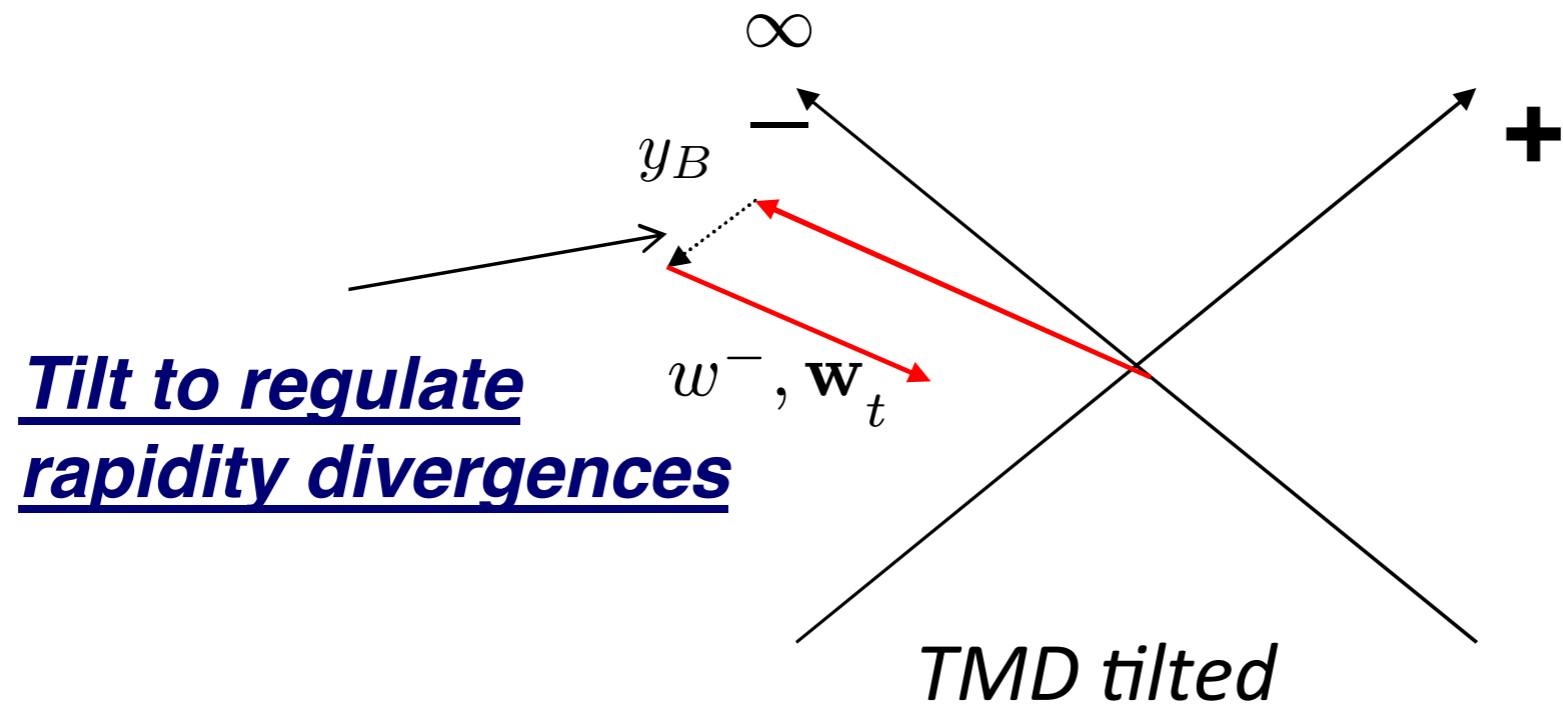 ∞
−
+
y_B
w⁻, 𝐰_t
Tilt to regulate
rapidity divergences
TMD tilted